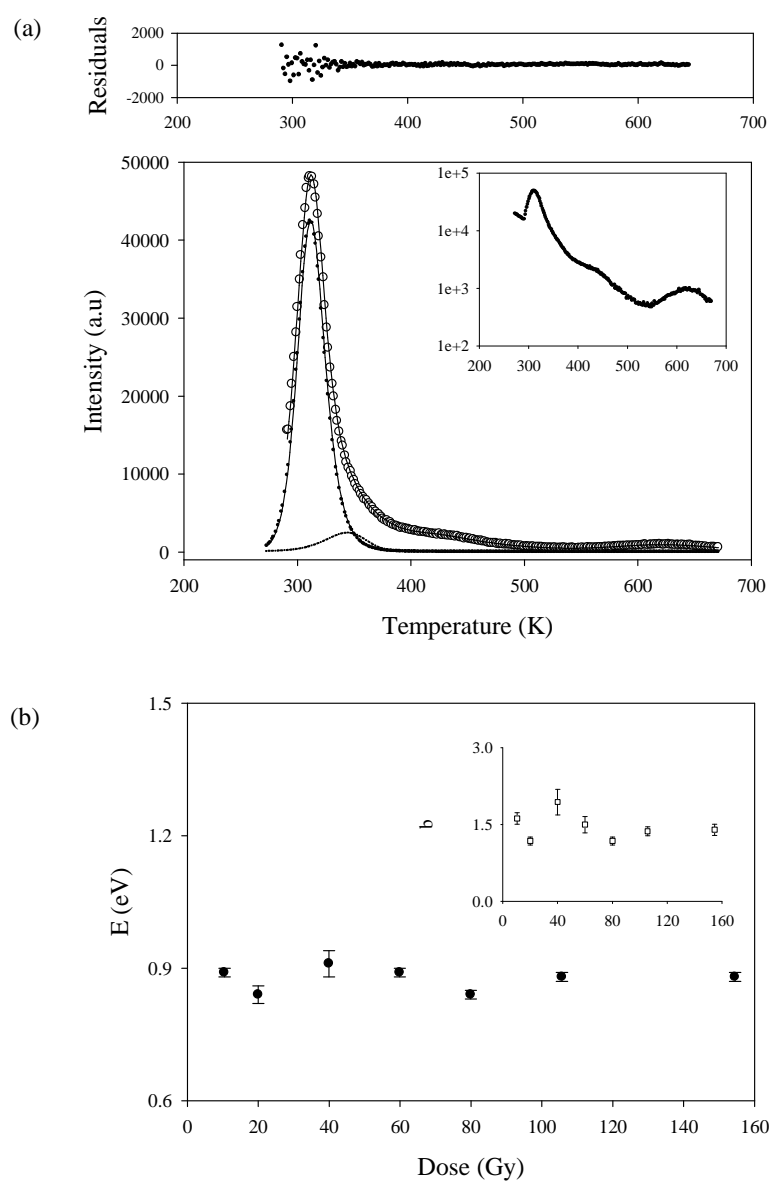 (a)
Residuals
2000
0
-2000
200 300 400 500 600 700
Intensity (a.u)
50000
40000
30000
20000
10000
0
200 300 400 500 600 700
Temperature (K)
1e+5
1e+4
1e+3
1e+2
200 300 400 500 600 700
(b)
E (eV)
1.5
1.2
0.9
0.6
0 20 40 60 80 100 120 140 160
Dose (Gy)
b
3.0
1.5
0.0
0 40 80 120 160